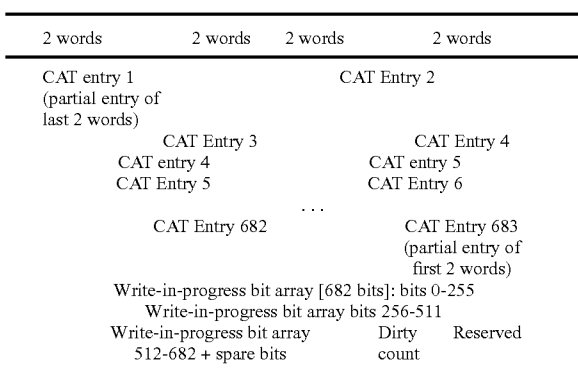 2 words 2 words 2 words 2 words
CAT entry 1 CAT Entry 2
(partial entry of
last 2 words)
CAT Entry 3 CAT Entry 4
CAT entry 4 CAT entry 5
CAT Entry 5 CAT Entry 6
. . .
CAT Entry 682 CAT Entry 683
(partial entry of
first 2 words)
Write-in-progress bit array [682 bits]: bits 0-255
Write-in-progress bit array bits 256-511
Write-in-progress bit array Dirty Reserved
512-682 + spare bits count